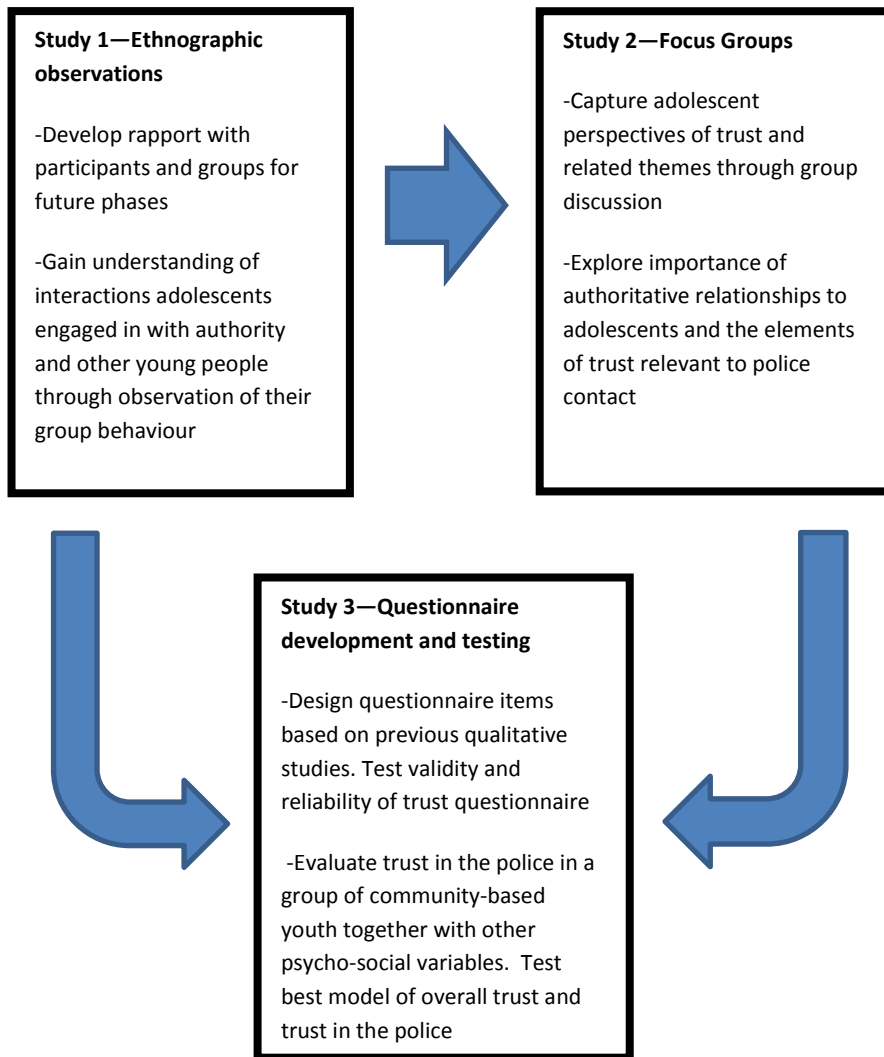 Study 1—Ethnographic
observations
-Develop rapport with
participants and groups for
future phases
-Gain understanding of
interactions adolescents
engaged in with authority
and other young people
through observation of their
group behaviour
Study 2—Focus Groups
-Capture adolescent
perspectives of trust and
related themes through group
discussion
-Explore importance of
authoritative relationships to
adolescents and the elements
of trust relevant to police
contact
Study 3—Questionnaire
development and testing
-Design questionnaire items
based on previous qualitative
studies. Test validity and
reliability of trust questionnaire
-Evaluate trust in the police in a
group of community-based
youth together with other
psycho-social variables.  Test
best model of overall trust and
trust in the police